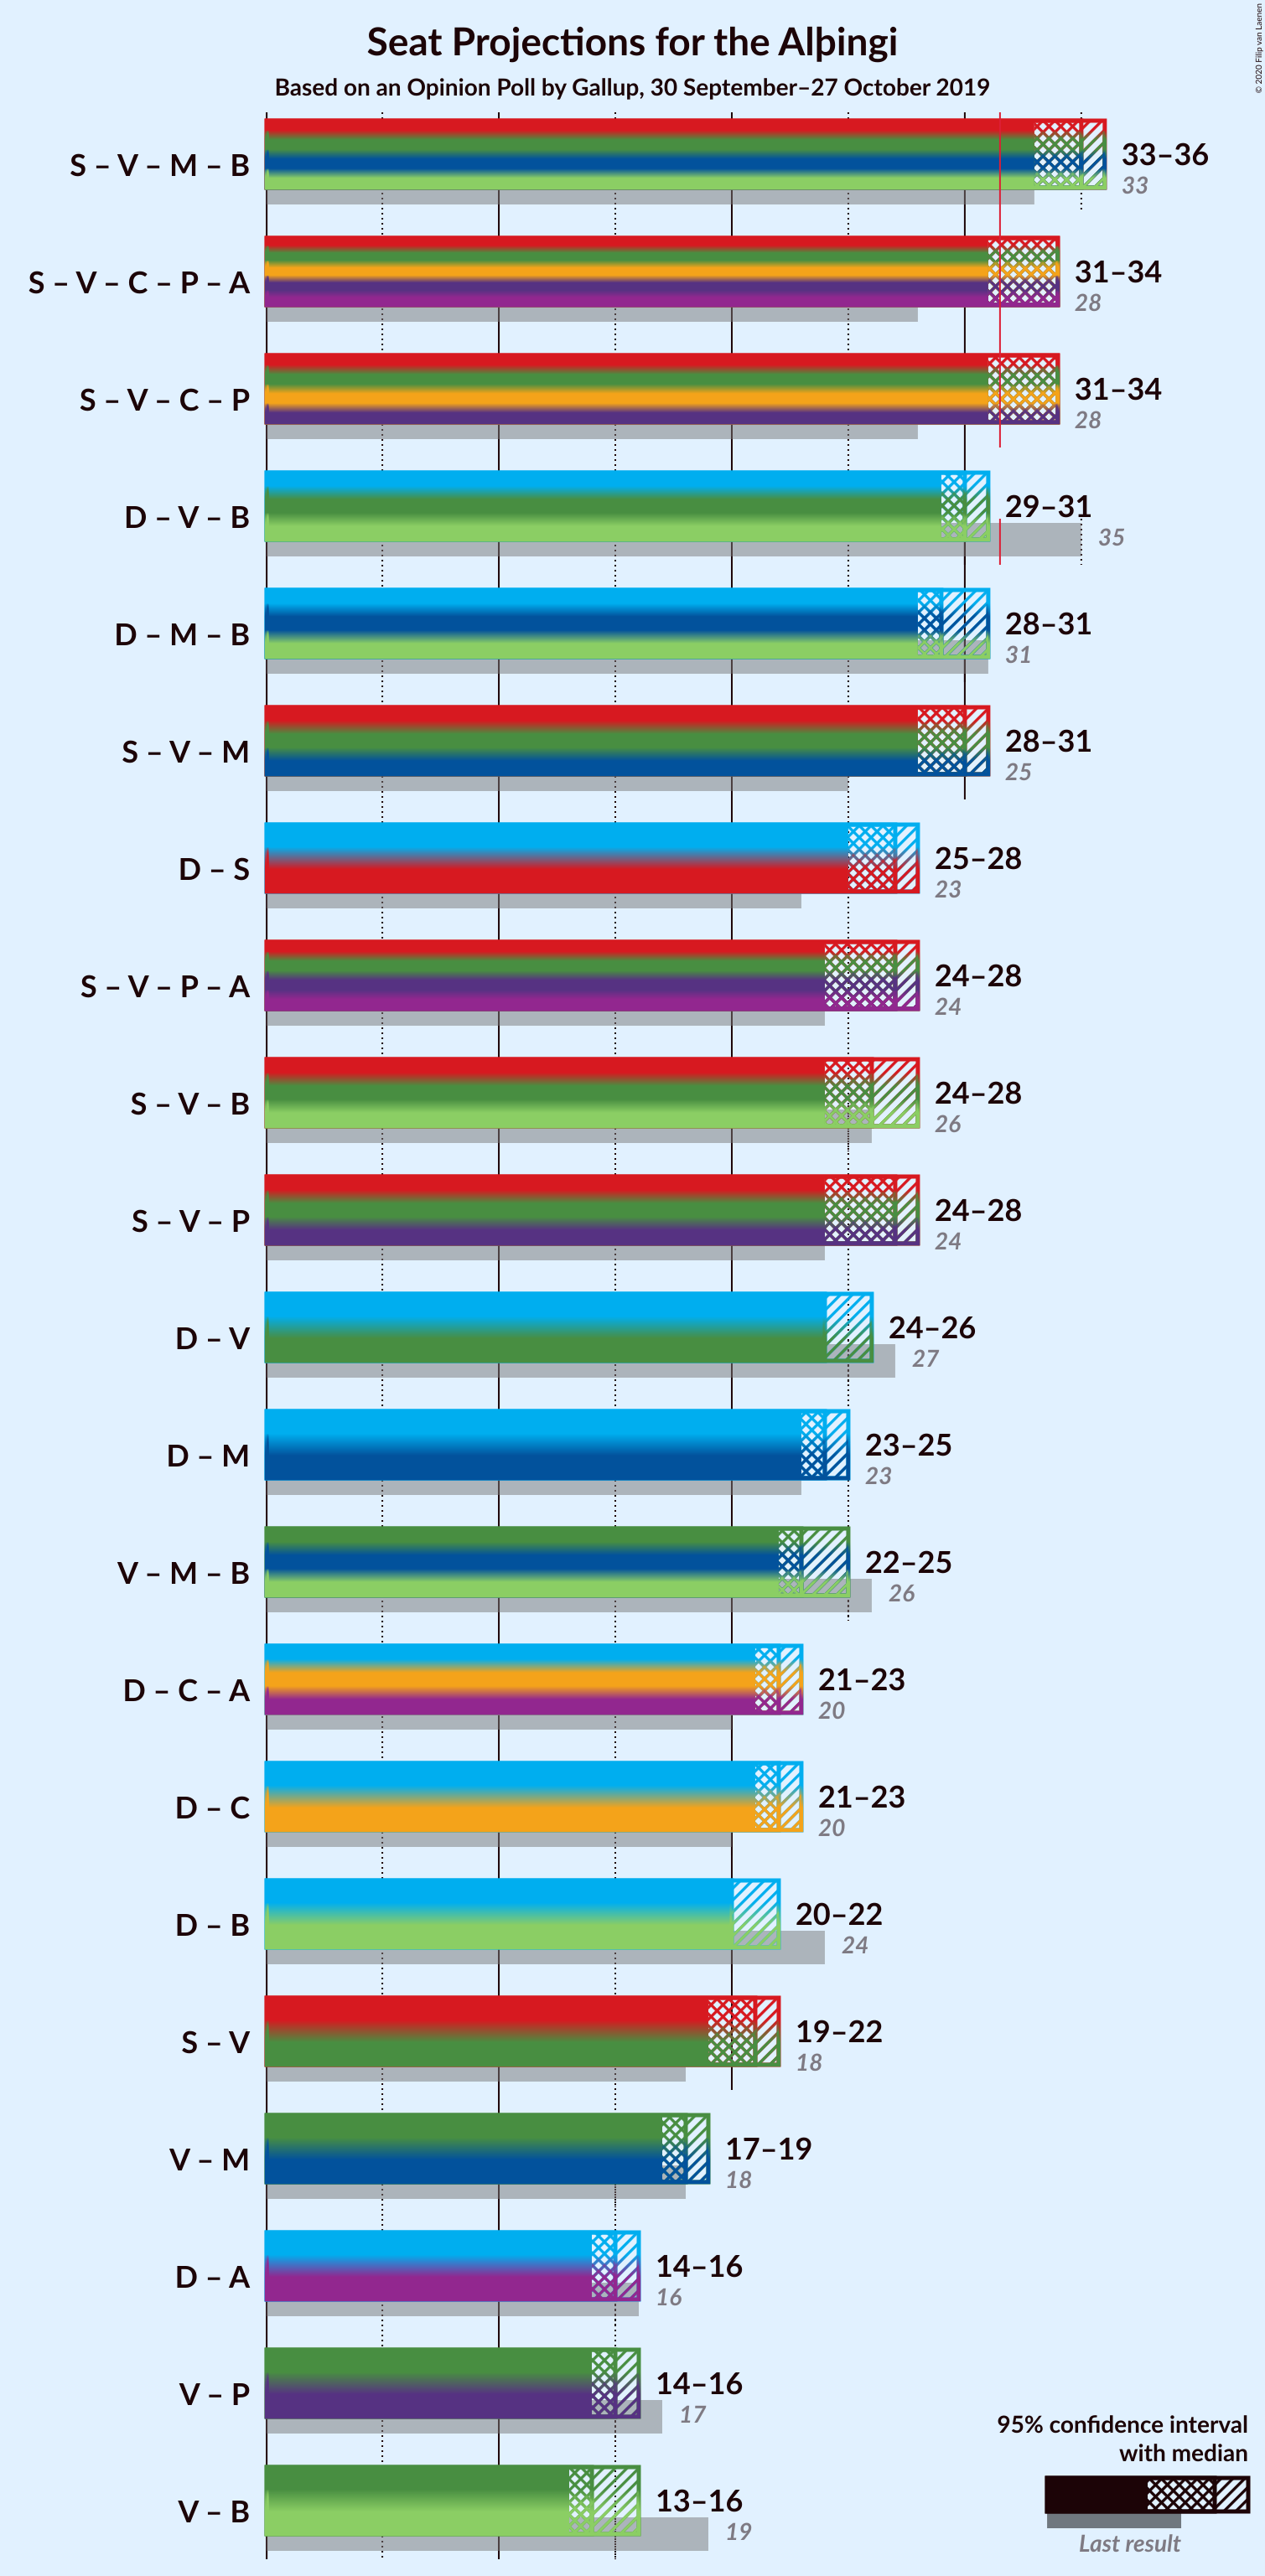 Seat Projections for the Alþingi
Based on an Opinion Poll by Gallup, 30 September–27 October 2019
© 2020 Filip van Laenen
S – V – M – B
33–36
33
S – V – C – P – A
31–34
28
S – V – C – P
31–34
28
D – V – B
29–31
35
D – M – B
28–31
31
S – V – M
28–31
25
D – S
25–28
23
S – V – P – A
24–28
24
S – V – B
24–28
26
S – V – P
24–28
24
D – V
24–26
27
D – M
23–25
23
V – M – B
22–25
26
D – C – A
21–23
20
D – C
21–23
20
D – B
20–22
24
S – V
19–22
18
V – M
17–19
18
D – A
14–16
16
V – P
14–16
17
V – B
13–16
19
95% confidence interval
with median
Last result